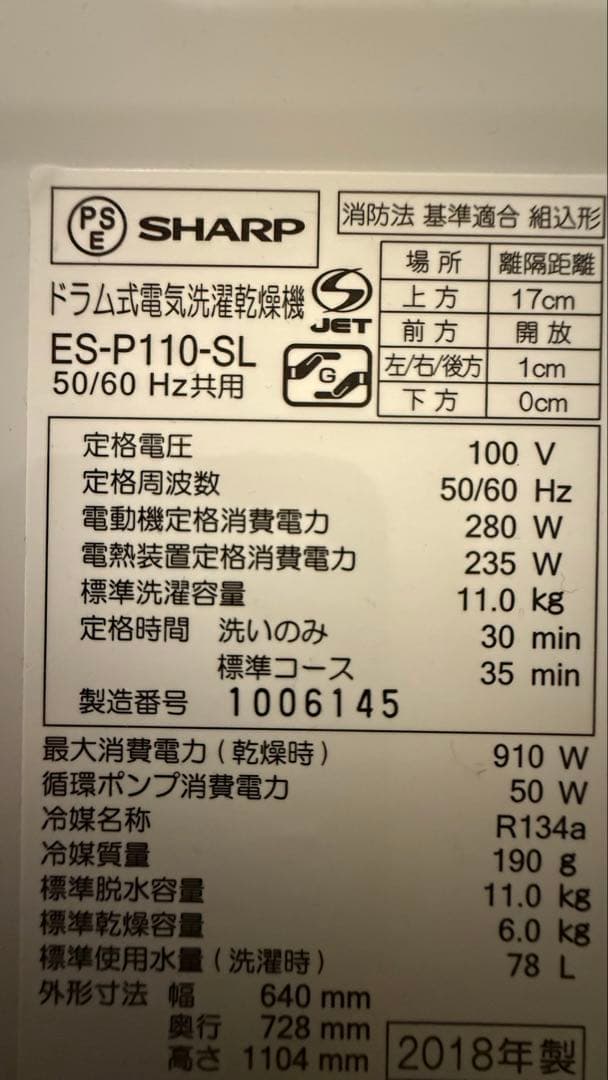 PSE SHARP
消防法 基準適合 組込形
場所 離隔距離
上方 17cm
前方 開放
左/右/後方 1cm
下方 0cm
ドラム式電気洗濯乾燥機
S JET
ES-P110-SL
50/60 Hz共用
G
定格電圧 100 V
定格周波数 50/60 Hz
電動機定格消費電力 280 W
電熱装置定格消費電力 235 W
標準洗濯容量 11.0 kg
定格時間 洗いのみ 30 min
標準コース 35 min
製造番号 1006145
最大消費電力(乾燥時) 910 W
循環ポンプ消費電力 50 W
冷媒名称 R134a
冷媒質量 190 g
標準脱水容量 11.0 kg
標準乾燥容量 6.0 kg
標準使用水量(洗濯時) 78 L
外形寸法 幅 640 mm
奥行 728 mm
高さ 1104 mm
2018年製